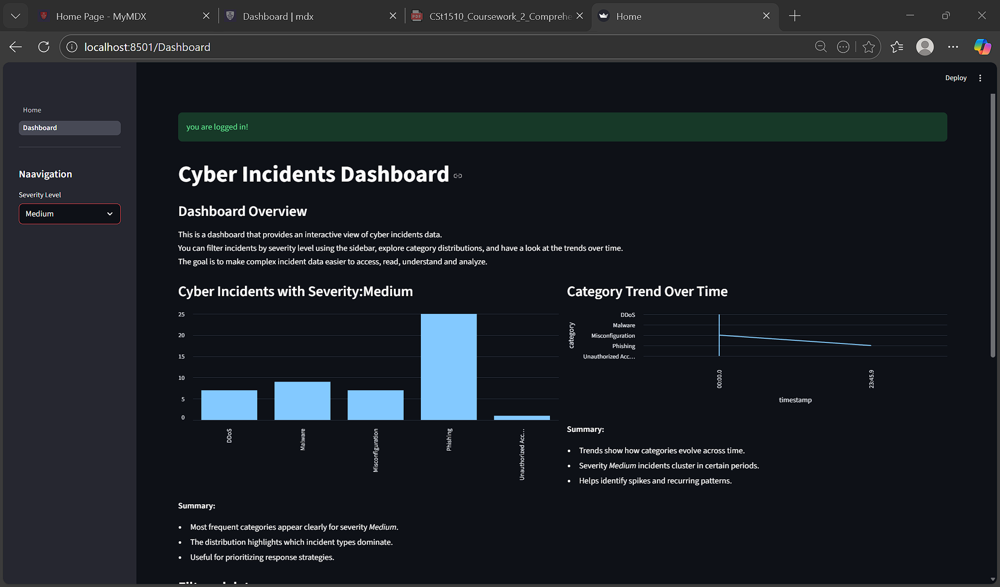 Home Page - MyMDX
Dashboard | mdx
CSt1510_Coursework_2_Comprehe
Home
localhost:8501/Dashboard
Deploy
Home
Dashboard
Naavigation
Severity Level
Medium
you are logged in!
Cyber Incidents Dashboard
Dashboard Overview
This is a dashboard that provides an interactive view of cyber incidents data.
You can filter incidents by severity level using the sidebar, explore category distributions, and have a look at the trends over time.
The goal is to make complex incident data easier to access, read, understand and analyze.
Cyber Incidents with Severity:Medium
25
20
15
10
5
0
DDoS
Malware
Misconfiguration
Phishing
Unauthorized Acc...
Summary:
• Most frequent categories appear clearly for severity Medium.
• The distribution highlights which incident types dominate.
• Useful for prioritizing response strategies.
Category Trend Over Time
category
DDoS
Malware
Misconfiguration
Phishing
Unauthorized Acc...
00:00.0
23:45.9
timestamp
Summary:
• Trends show how categories evolve across time.
• Severity Medium incidents cluster in certain periods.
• Helps identify spikes and recurring patterns.